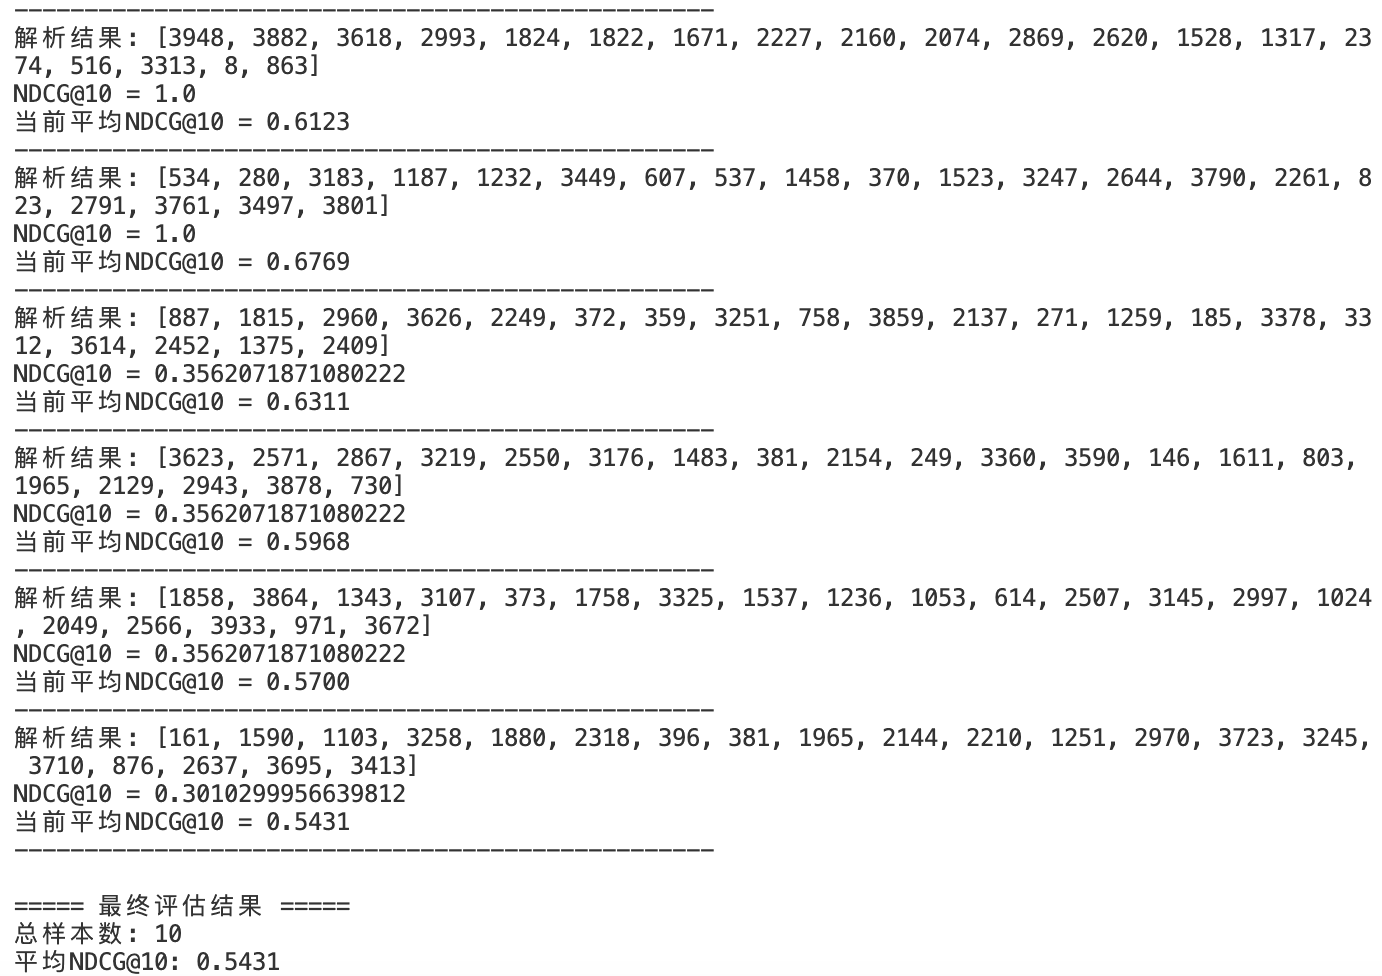 --------------------------------------------------
解析结果: [3948, 3882, 3618, 2993, 1824, 1822, 1671, 2227, 2160, 2074, 2869, 2620, 1528, 1317, 23
74, 516, 3313, 8, 863]
NDCG@10 = 1.0
当前平均NDCG@10 = 0.6123
--------------------------------------------------
解析结果: [534, 280, 3183, 1187, 1232, 3449, 607, 537, 1458, 370, 1523, 3247, 2644, 3790, 2261, 8
23, 2791, 3761, 3497, 3801]
NDCG@10 = 1.0
当前平均NDCG@10 = 0.6769
--------------------------------------------------
解析结果: [887, 1815, 2960, 3626, 2249, 372, 359, 3251, 758, 3859, 2137, 271, 1259, 185, 3378, 33
12, 3614, 2452, 1375, 2409]
NDCG@10 = 0.3562071871080222
当前平均NDCG@10 = 0.6311
--------------------------------------------------
解析结果: [3623, 2571, 2867, 3219, 2550, 3176, 1483, 381, 2154, 249, 3360, 3590, 146, 1611, 803,
1965, 2129, 2943, 3878, 730]
NDCG@10 = 0.3562071871080222
当前平均NDCG@10 = 0.5968
--------------------------------------------------
解析结果: [1858, 3864, 1343, 3107, 373, 1758, 3325, 1537, 1236, 1053, 614, 2507, 3145, 2997, 1024
, 2049, 2566, 3933, 971, 3672]
NDCG@10 = 0.3562071871080222
当前平均NDCG@10 = 0.5700
--------------------------------------------------
解析结果: [161, 1590, 1103, 3258, 1880, 2318, 396, 381, 1965, 2144, 2210, 1251, 2970, 3723, 3245,
3710, 876, 2637, 3695, 3413]
NDCG@10 = 0.3010299956639812
当前平均NDCG@10 = 0.5431
--------------------------------------------------
===== 最终评估结果 =====
总样本数: 10
平均NDCG@10: 0.5431